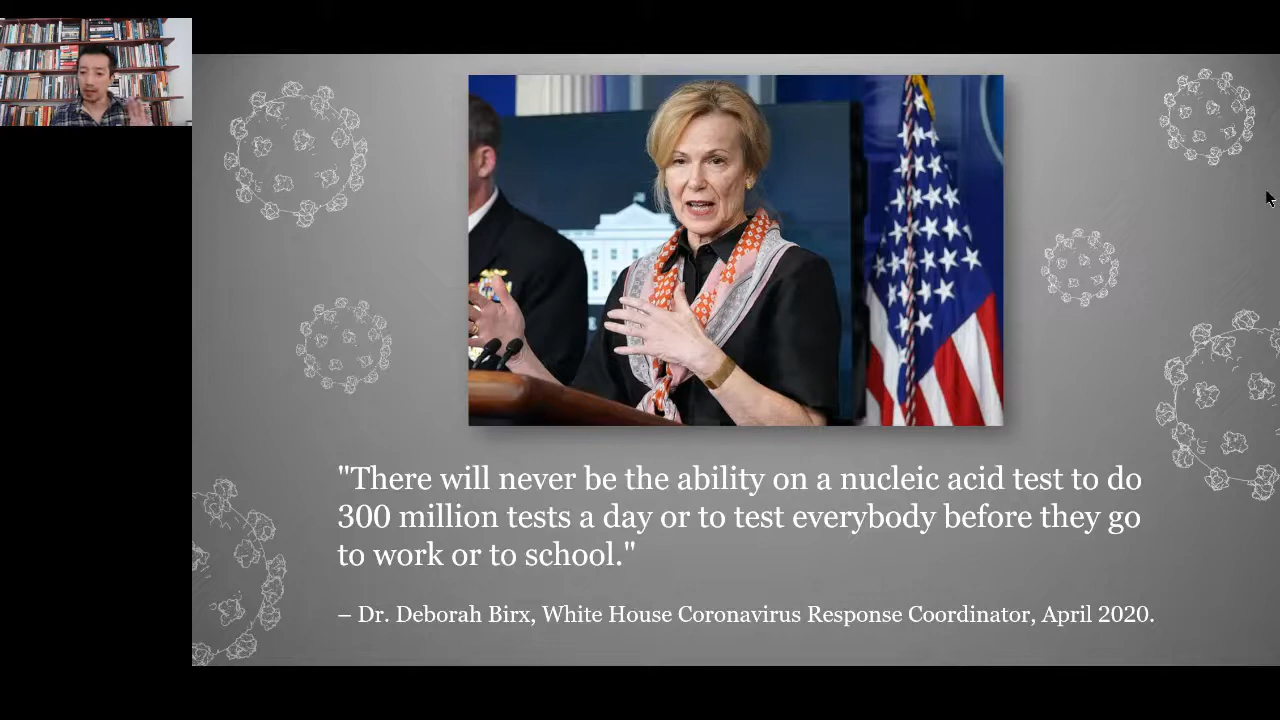 "There will never be the ability on a nucleic acid test to do
300 million tests a day or to test everybody before they go
to work or to school."
– Dr. Deborah Birx, White House Coronavirus Response Coordinator, April 2020.